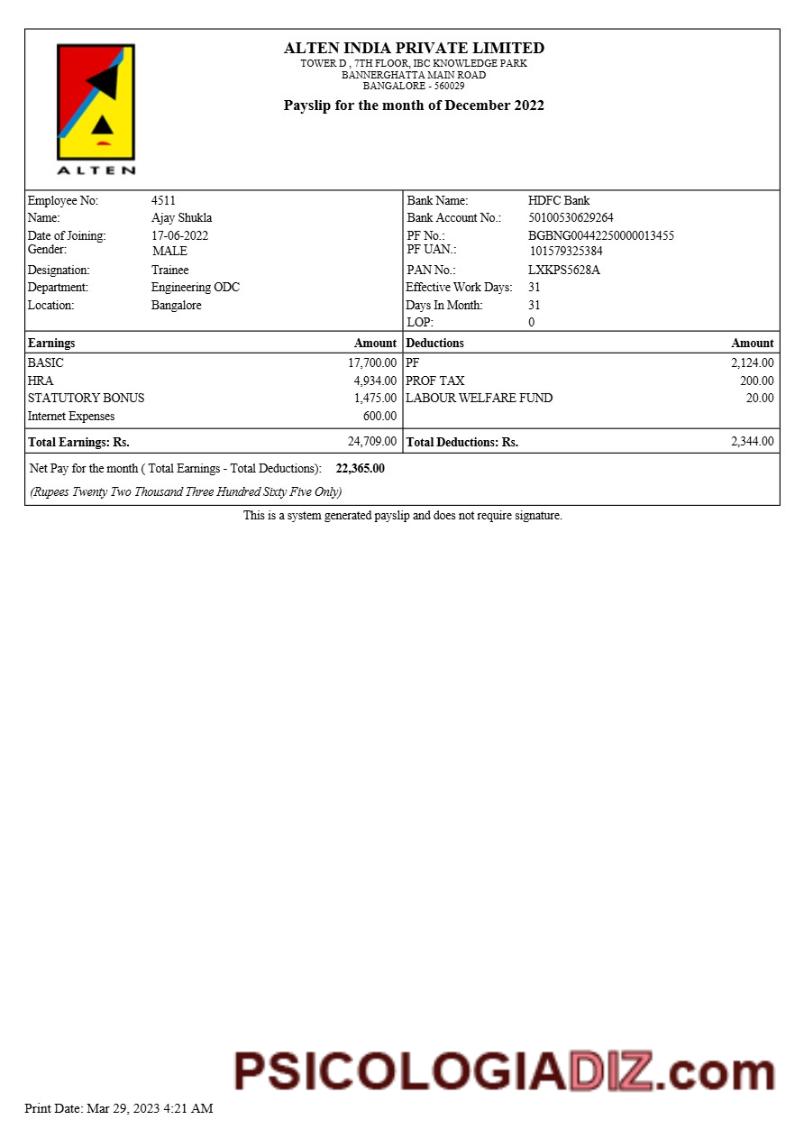 ALTEN INDIA PRIVATE LIMITED
TOWER D , 7TH FLOOR, IBC KNOWLEDGE PARK
BANNERGHATTA MAIN ROAD
BANGALORE - 560029
Payslip for the month of December 2022
ALTEN
Employee No: 4511 Bank Name: HDFC Bank
Name: Ajay Shukla Bank Account No.: 50100530629264
Date of Joining: 17-06-2022 PF No.: BGBNG00442250000013455
Gender: MALE PF UAN.: 101579325384
Designation: Trainee PAN No.: LXKPS5628A
Department: Engineering ODC Effective Work Days: 31
Location: Bangalore Days In Month: 31
LOP: 0
Earnings Amount Deductions Amount
BASIC 17,700.00 PF 2,124.00
HRA 4,934.00 PROF TAX 200.00
STATUTORY BONUS 1,475.00 LABOUR WELFARE FUND 20.00
Internet Expenses 600.00
Total Earnings: Rs. 24,709.00 Total Deductions: Rs. 2,344.00
Net Pay for the month ( Total Earnings - Total Deductions): 22,365.00
(Rupees Twenty Two Thousand Three Hundred Sixty Five Only)
This is a system generated payslip and does not require signature.
PSICOLOGIADIZ.com
Print Date: Mar 29, 2023 4:21 AM